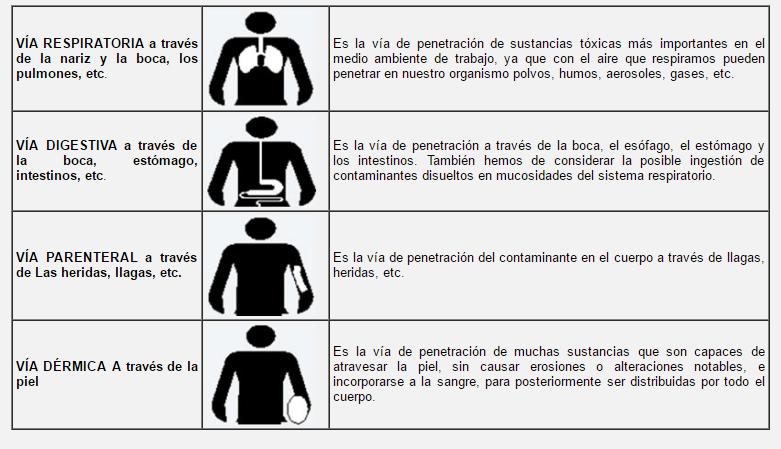 VÍA RESPIRATORIA a través
de la nariz y la boca, los
pulmones, etc.
Es la vía de penetración de sustancias tóxicas más importantes en el
medio ambiente de trabajo, ya que con el aire que respiramos pueden
penetrar en nuestro organismo polvos, humos, aerosoles, gases, etc.
VÍA DIGESTIVA a través de
la boca, estómago,
intestinos, etc.
Es la vía de penetración a través de la boca, el esófago, el estómago y
los intestinos. También hemos de considerar la posible ingestión de
contaminantes disueltos en mucosidades del sistema respiratorio.
VÍA PARENTERAL a través
de Las heridas, llagas, etc.
Es la vía de penetración del contaminante en el cuerpo a través de llagas,
heridas, etc.
VÍA DÉRMICA A través de la
piel
Es la vía de penetración de muchas sustancias que son capaces de
atravesar la piel, sin causar erosiones o alteraciones notables, e
incorporarse a la sangre, para posteriormente ser distribuidas por todo el
cuerpo.